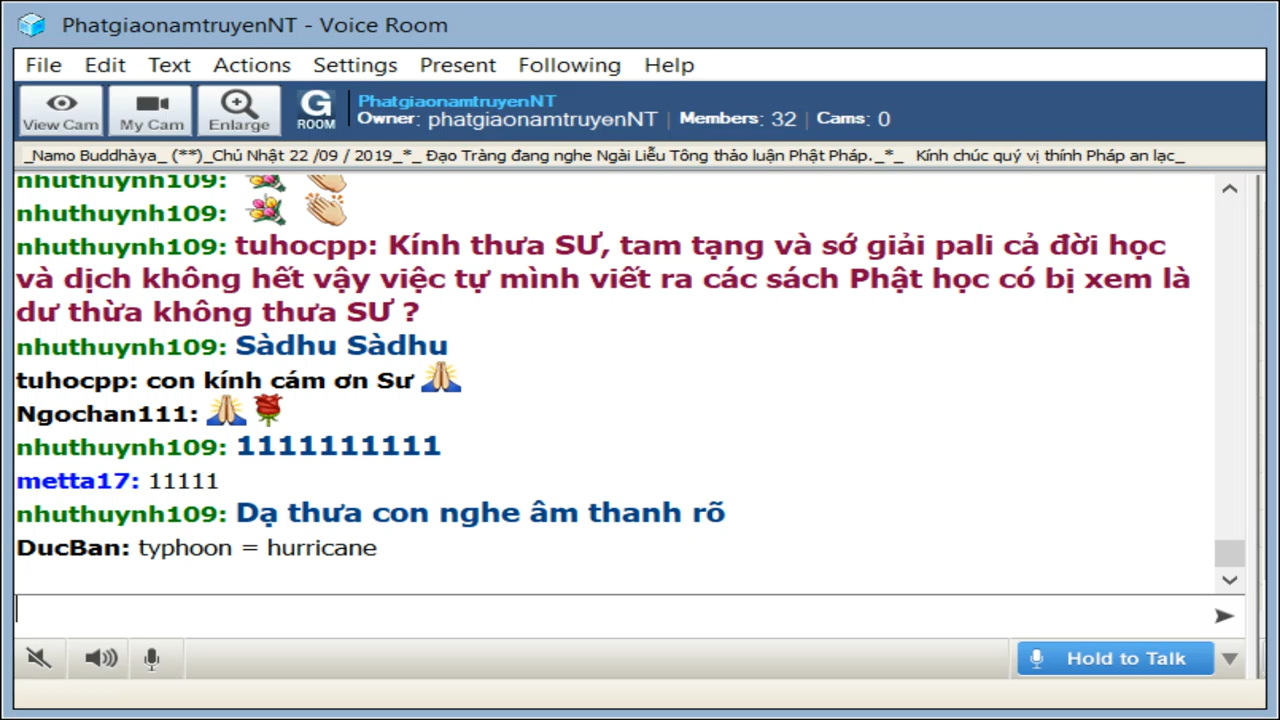 PhatgiaonamtruyenNT - Voice Room
File Edit Text Actions Settings Present Following Help
View Cam My Cam Enlarge G ROOM
PhatgiaonamtruyenNT
Owner: phatgiaonamtruyenNT | Members: 32 | Cams: 0
_Namo Buddhàya_ (**)_Chủ Nhật 22 /09 / 2019_*_ Đạo Tràng đang nghe Ngài Liễu Tông thảo luận Phật Pháp._*_ Kính chúc quý vị thính Pháp an lạc_
nhuthuynh109:
nhuthuynh109:
nhuthuynh109: tuhocpp: Kính thưa SƯ, tam tạng và sớ giải pali cả đời học
và dịch không hết vậy việc tự mình viết ra các sách Phật học có bị xem là
dư thừa không thưa SƯ ?
nhuthuynh109: Sàdhu Sàdhu
tuhocpp: con kính cám ơn Sư
Ngochan111:
nhuthuynh109: 1111111111
metta17: 11111
nhuthuynh109: Dạ thưa con nghe âm thanh rõ
DucBan: typhoon = hurricane
Hold to Talk